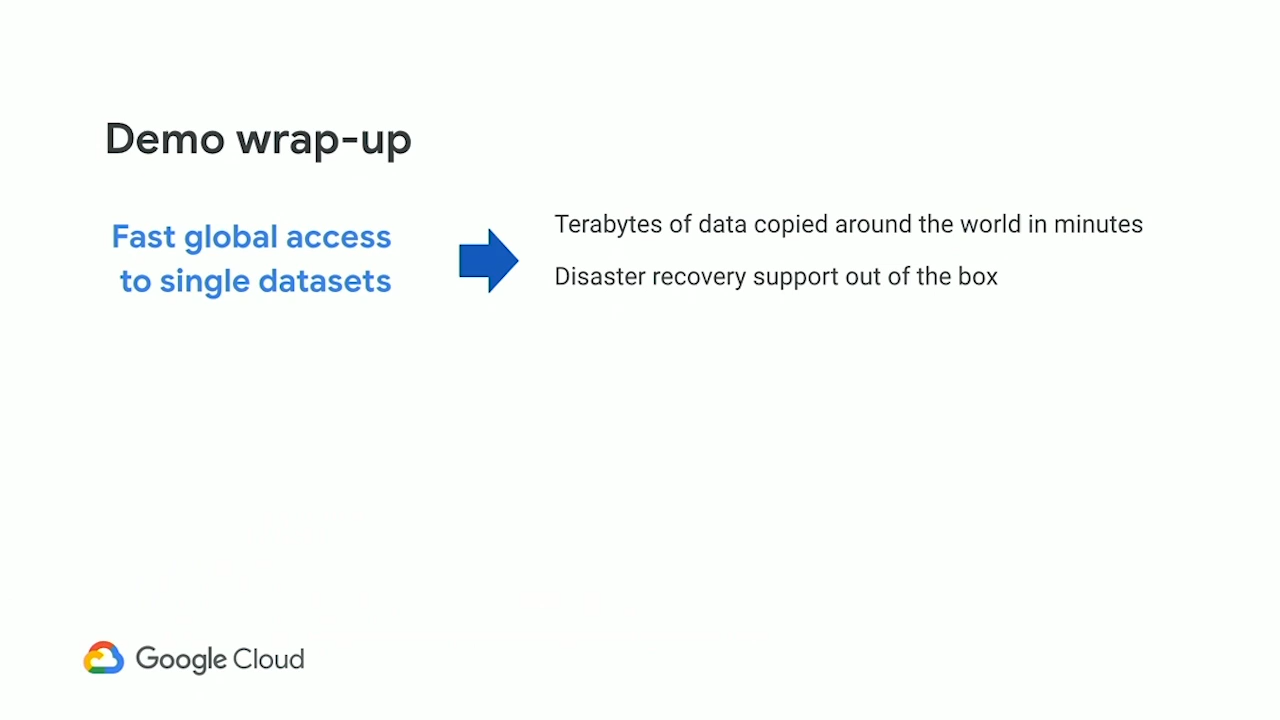 Demo wrap-up
Fast global access
to single datasets
Terabytes of data copied around the world in minutes
Disaster recovery support out of the box
Google Cloud